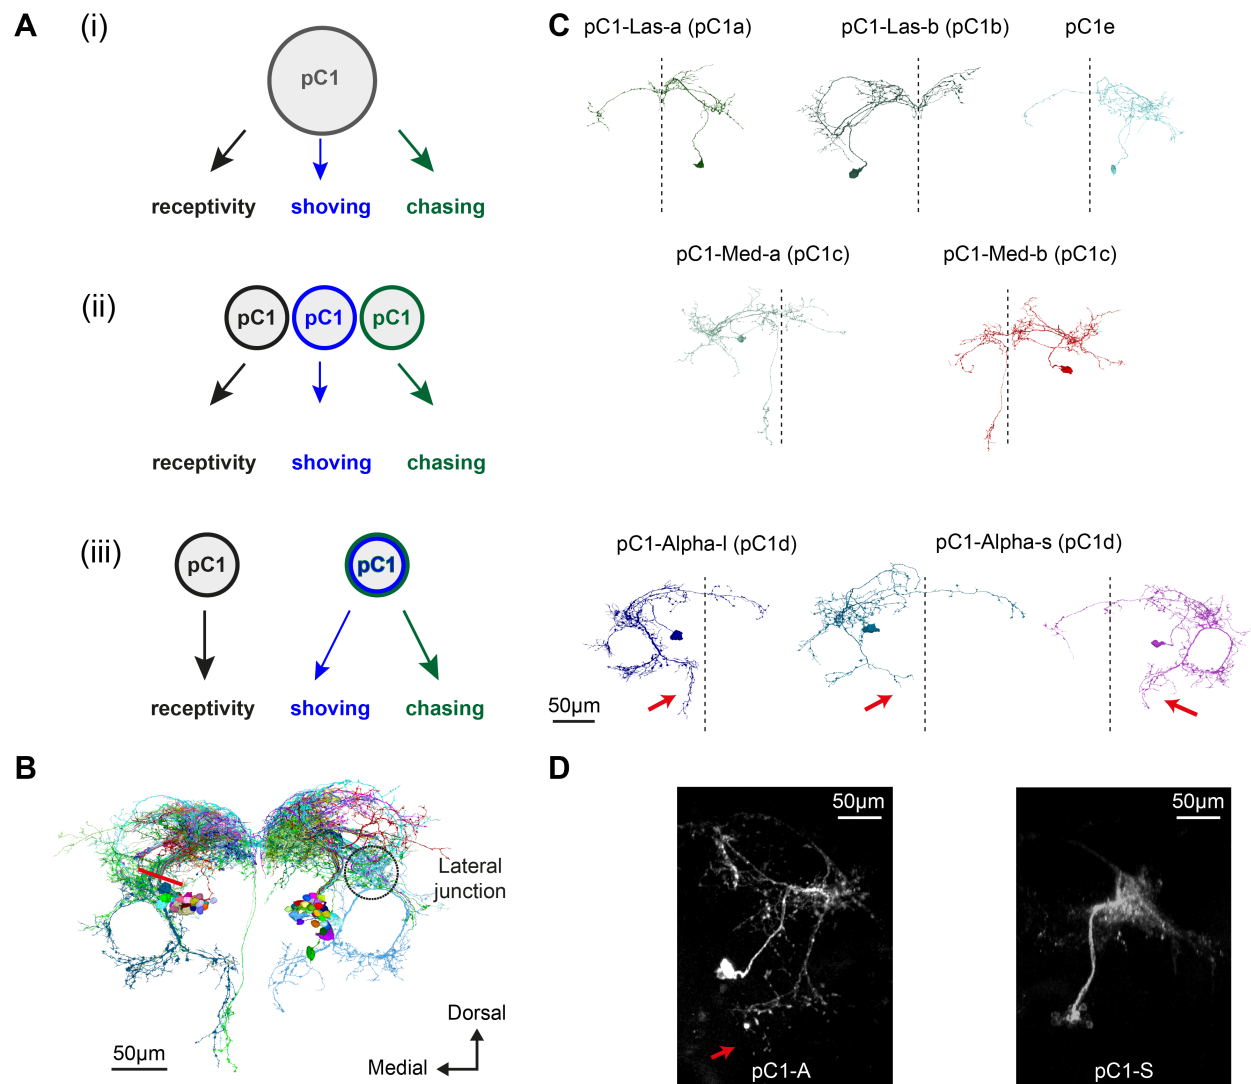 A
(i)
pC1
receptivity shoving chasing
(ii)
pC1 pC1 pC1
receptivity shoving chasing
(iii)
pC1 pC1
receptivity shoving chasing
B
Lateral
junction
Dorsal
Medial
50µm
C
pC1-Las-a (pC1a) pC1-Las-b (pC1b) pC1e
pC1-Med-a (pC1c) pC1-Med-b (pC1c)
pC1-Alpha-l (pC1d) pC1-Alpha-s (pC1d)
50µm
D
50µm 50µm
pC1-A pC1-S